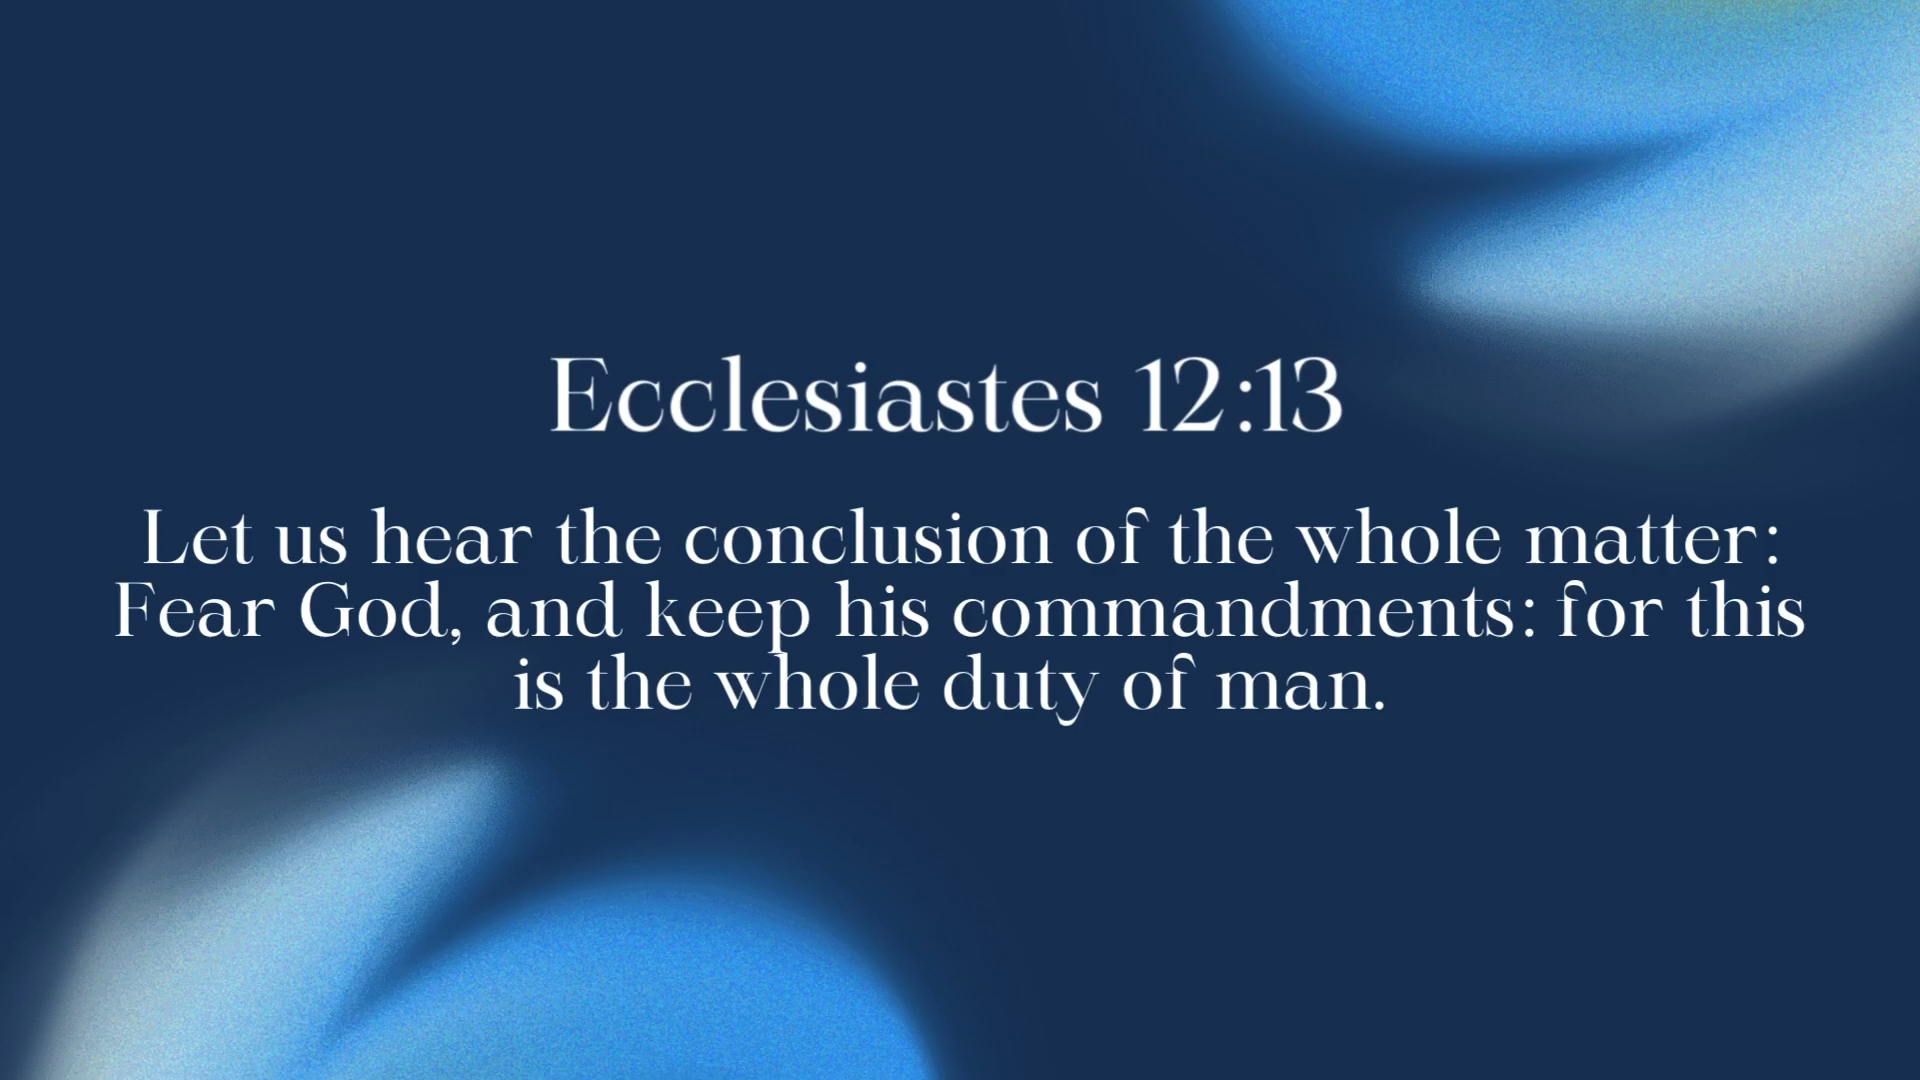 Ecclesiastes 12:13
Let us hear the conclusion of the whole matter:
Fear God, and keep his commandments: for this
is the whole duty of man.